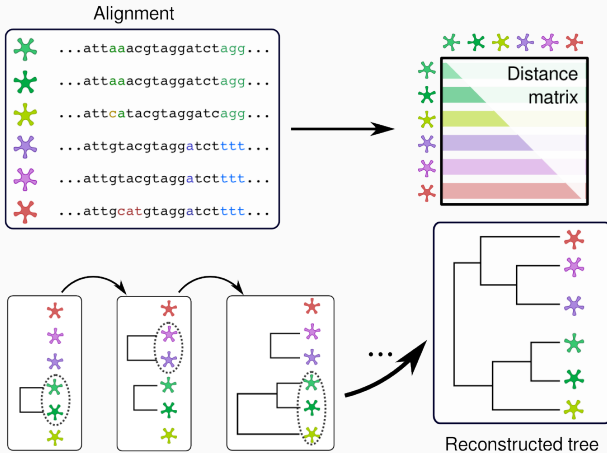 Alignment
...attaaacgtaggatctagg...
...attaaacgtaggatctagg...
...attcatacgtaggatcagg...
...attgtacgtaggatctttt...
...attgtacgtaggatctttt...
...attgcatgtaggatctttt...
Distance
matrix
...
Reconstructed tree